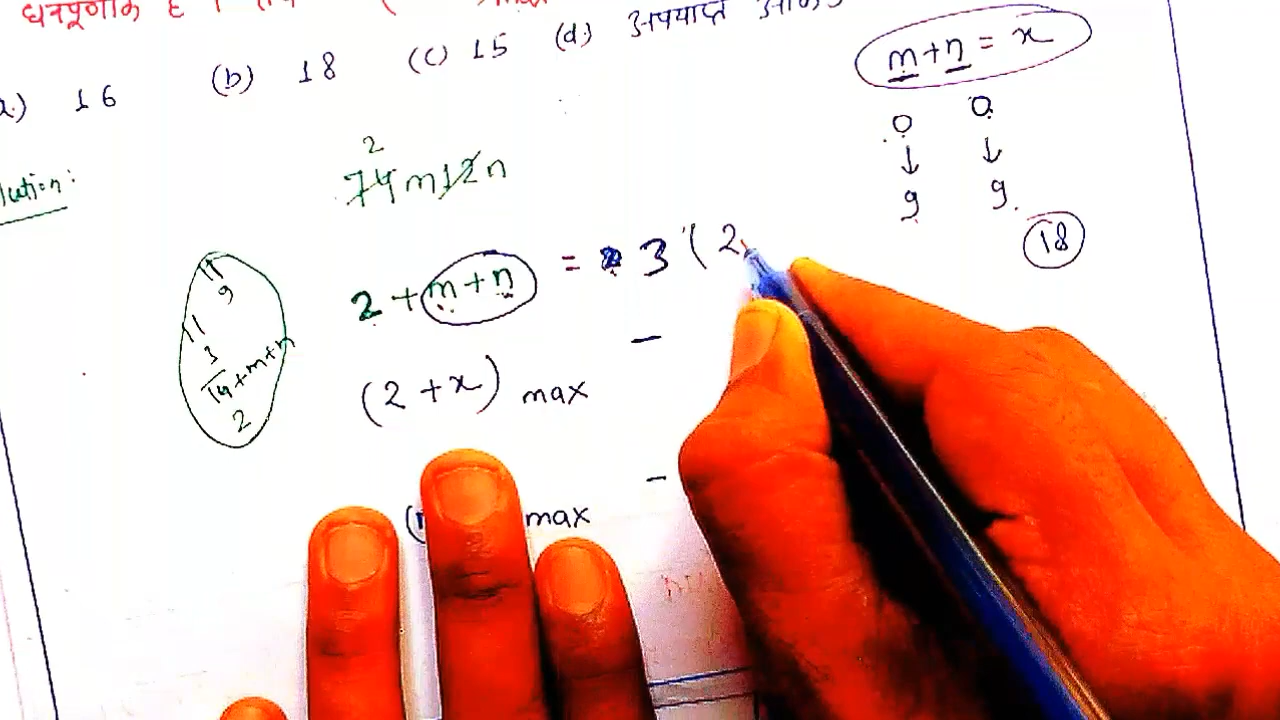 धनपूर्णांक है।
(a.) 16 (b) 18 (c) 15 (d.) अपर्याप्त
m+n = x
0 0
↓ ↓
9 9.
18
lution:
2
74m12n
2 + m+n = 3 ( 2
(2 + x) max
max
11
9
11
3
14+m+n
2